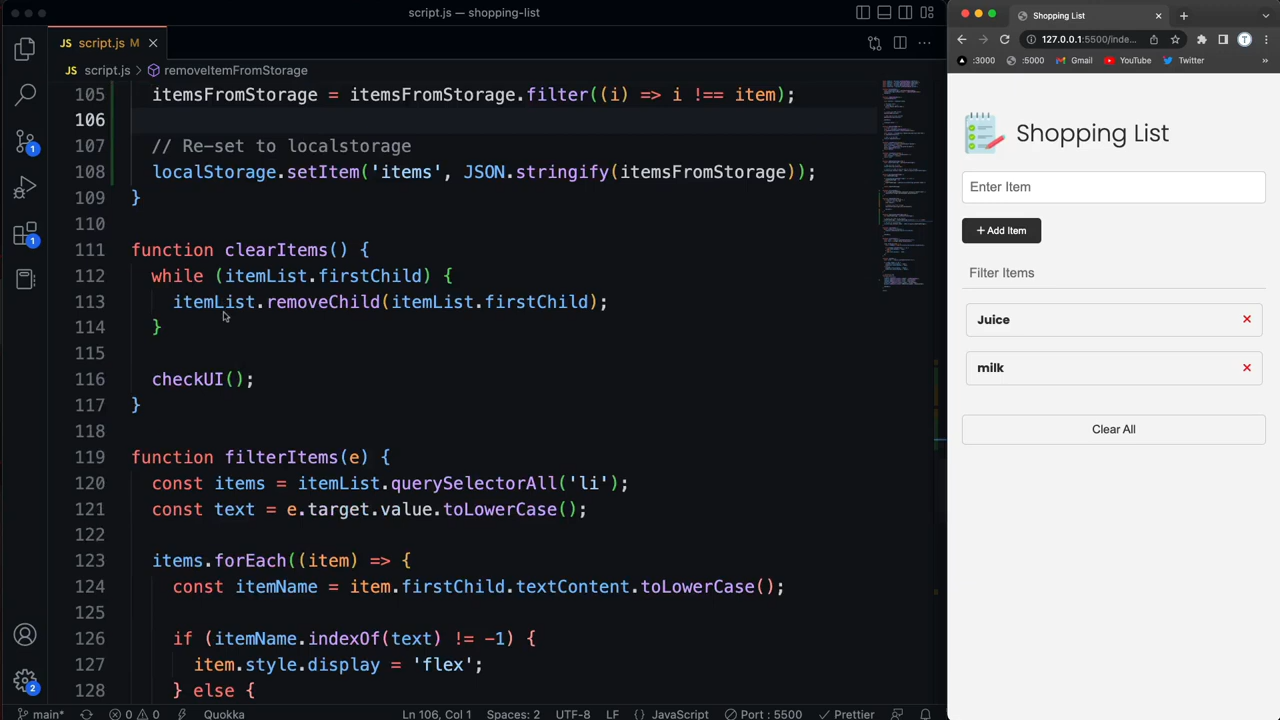 script.js — shopping-list
JS script.js M
JS script.js > removeItemFromStorage
105 itemsFromStorage = itemsFromStorage.filter((i) => i !== item);
106
107 // Re-set to localstorage
108 localStorage.setItem('items', JSON.stringify(itemsFromStorage));
109 }
110
111 function clearItems() {
112 while (itemList.firstChild) {
113 itemList.removeChild(itemList.firstChild);
114 }
115
116 checkUI();
117 }
118
119 function filterItems(e) {
120 const items = itemList.querySelectorAll('li');
121 const text = e.target.value.toLowerCase();
122
123 items.forEach((item) => {
124 const itemName = item.firstChild.textContent.toLowerCase();
125
126 if (itemName.indexOf(text) != -1) {
127 item.style.display = 'flex';
128 } else {
2
main* 0 0 Quokka Ln 106, Col 1 Spaces: 2 UTF-8 LF {} JavaScript Port : 5500 Prettier
Shopping List
127.0.0.1:5500/inde...
T
:3000 :5000 Gmail YouTube Twitter »
Shopping List
Enter Item
+ Add Item
Filter Items
Juice
milk
Clear All